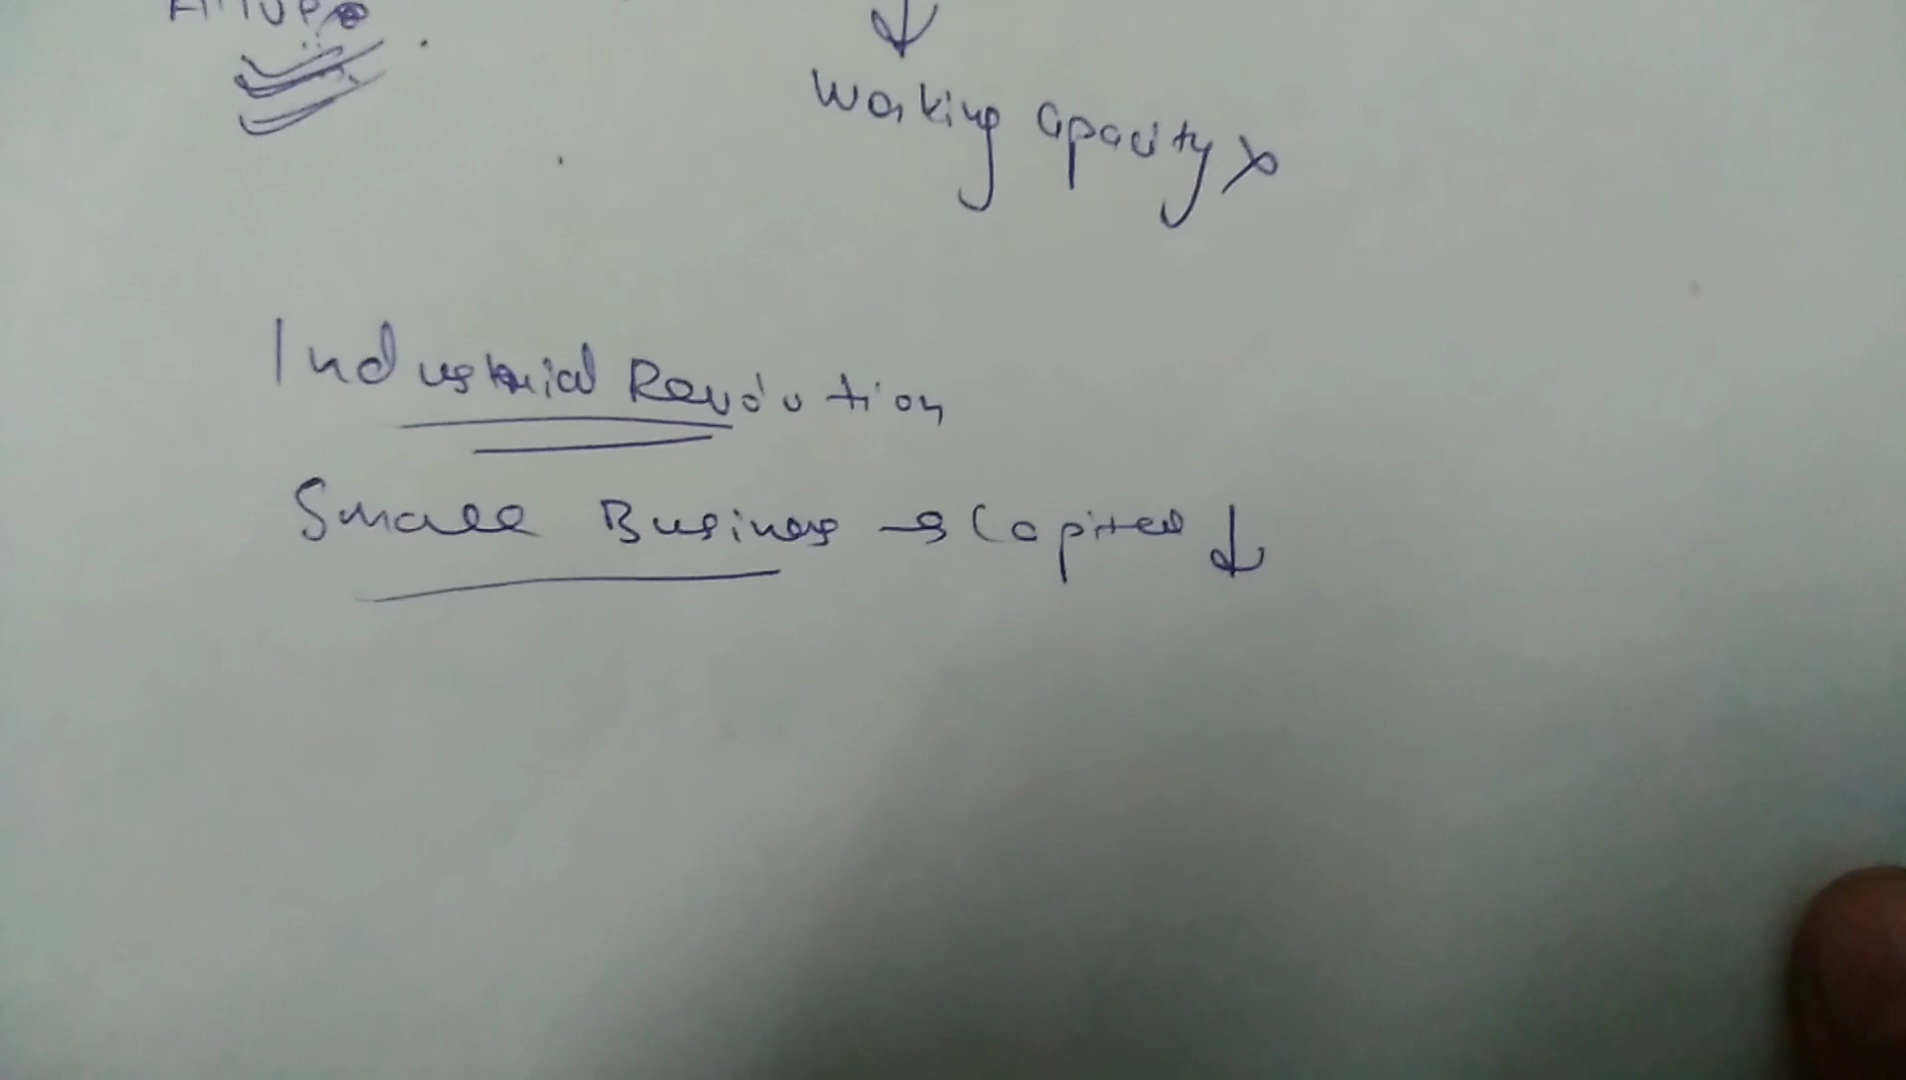 ↓
Working Capacity x
Industrial Revolution
Small Business → Capital ↓